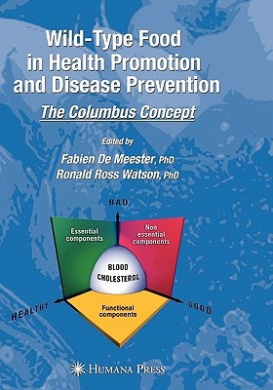 Wild-Type Food
in Health Promotion
and Disease Prevention
The Columbus Concept
Edited by
Fabien De Meester, PhD
Ronald Ross Watson, PhD
BAD
Essential
components
Non
essential
components
BLOOD
CHOLESTEROL
HEALTHY
GOOD
Functional
components
HUMANA PRESS